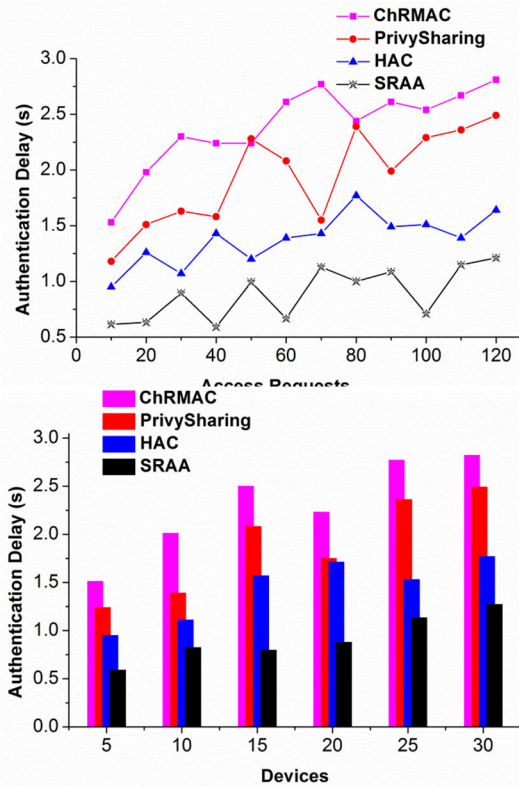 ChRMAC
PrivySharing
HAC
SRAA
3.0
2.5
2.0
1.5
1.0
0.5
Authentication Delay (s)
0 20 40 60 80 100 120
Access Requests
ChRMAC
PrivySharing
HAC
SRAA
3.0
2.5
2.0
1.5
1.0
0.5
0.0
Authentication Delay (s)
5 10 15 20 25 30
Devices